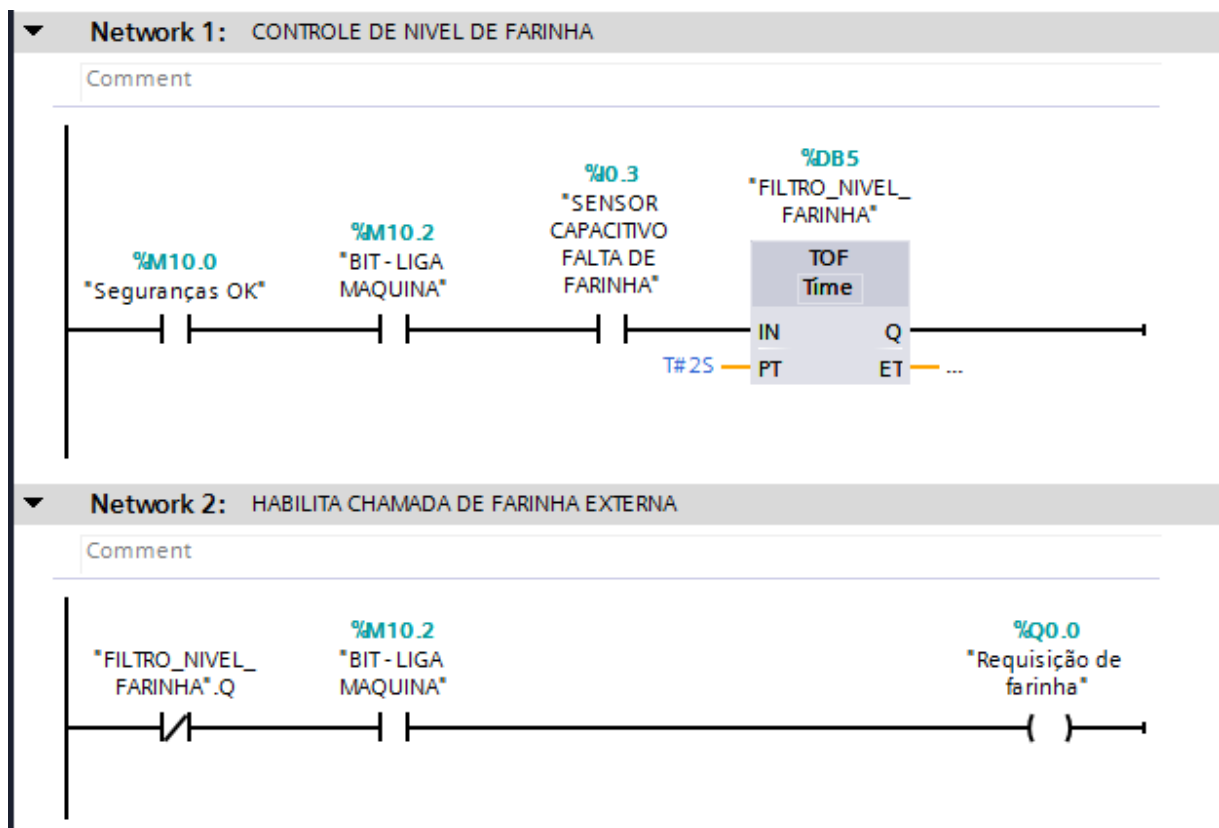 Network 1: CONTROLE DE NIVEL DE FARINHA
Comment
%M10.0
"Seguranças OK"
%M10.2
"BIT - LIGA
MAQUINA"
%I0.3
"SENSOR
CAPACITIVO
FALTA DE
FARINHA"
%DB5
"FILTRO_NIVEL_
FARINHA"
TOF
Time
IN Q
T#2S PT ET ...
Network 2: HABILITA CHAMADA DE FARINHA EXTERNA
Comment
"FILTRO_NIVEL_
FARINHA".Q
%M10.2
"BIT - LIGA
MAQUINA"
%Q0.0
"Requisição de
farinha"